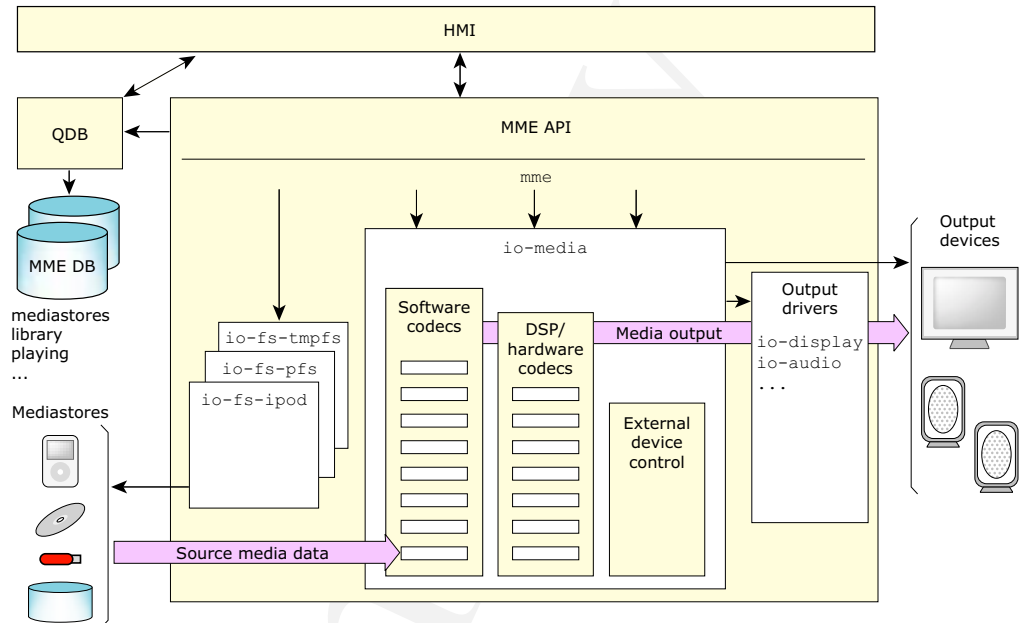 HMI
QDB
MME API
mme
MME DB
mediastores
library
playing
...
Mediastores
io-fs-tmpfs
io-fs-pfs
io-fs-ipod
io-media
Software
codecs
DSP/
hardware
codecs
External
device
control
Media output
Output
drivers
io-display
io-audio
...
Output
devices
Source media data